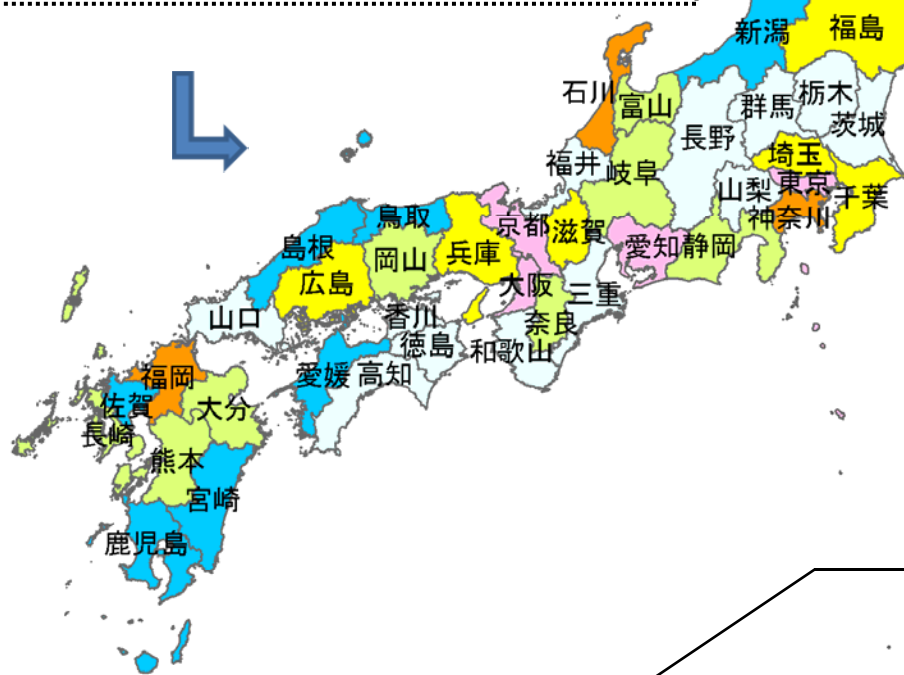 新潟
福島
石川
富山
群馬
栃木
茨城
長野
福井
岐阜
埼玉
山梨
東京
千葉
神奈川
鳥取
京都
滋賀
愛知
静岡
島根
岡山
兵庫
広島
大阪
三重
山口
香川
奈良
徳島
和歌山
福岡
愛媛
高知
佐賀
大分
長崎
熊本
宮崎
鹿児島